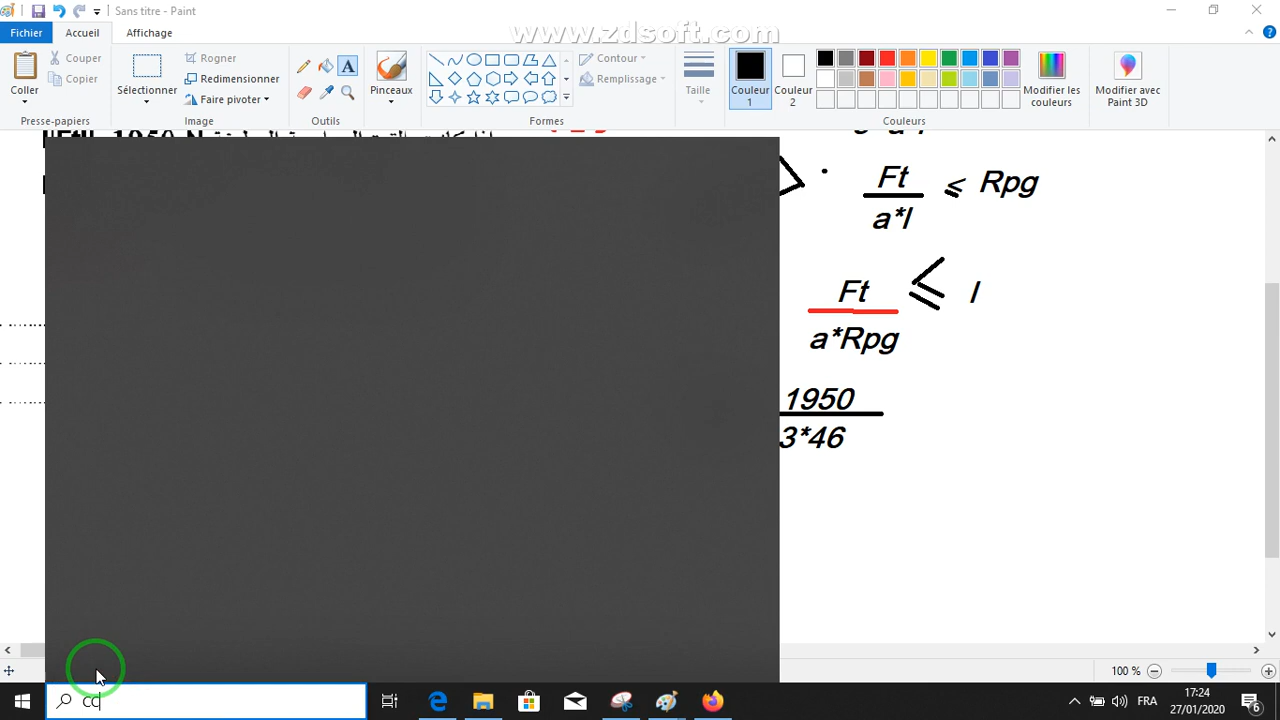 Sans titre - Paint
www.zdsoft.com
Fichier
Accueil
Affichage
Coller
Couper
Copier
Presse-papiers
Sélectionner
Rogner
Redimensionner
Faire pivoter
Image
A
Outils
Pinceaux
Contour
Remplissage
Formes
Taille
Couleur
1
Couleur
2
Modifier les
couleurs
Couleurs
Modifier avec
Paint 3D
Ft
Rpg
a*l
Ft
l
a*Rpg
1950
3*46
100 %
CC
FRA
17:24
27/01/2020
6